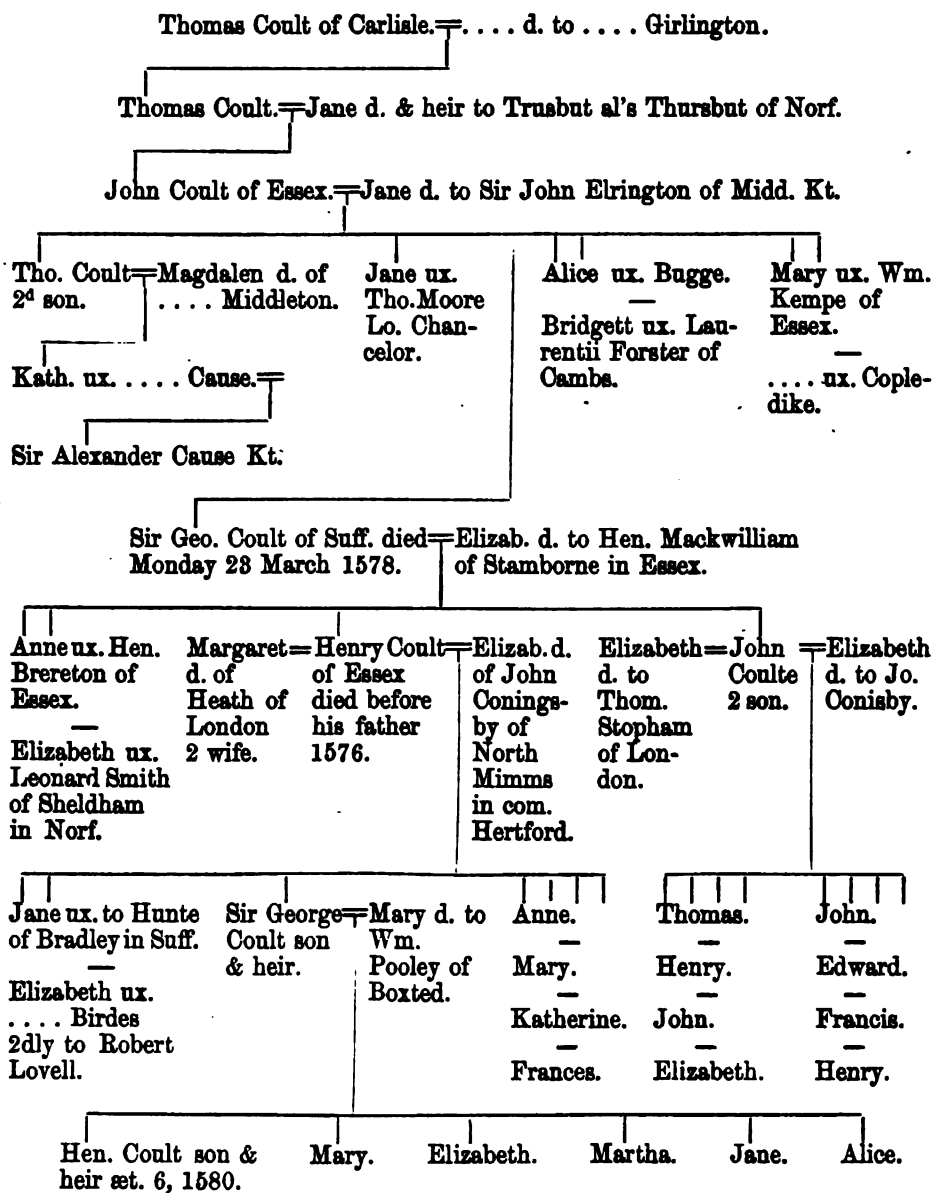 Thomas Coult of Carlisle.=. . . . d. to . . . . Girlington.
Thomas Coult.=Jane d. & heir to Trusbut al's Thursbut of Norf.
John Coult of Essex.=Jane d. to Sir John Elrington of Midd. Kt.
Tho. Coult=Magdalen d. of
2d son. . . . . Middleton.
Jane ux.
Tho. Moore
Lo. Chan-
celor.
Alice ux. Bugge.
—
Bridgett ux. Lau-
rentii Forster of
Cambs.
Mary ux. Wm.
Kempe of
Essex.
—
. . . . ux. Cople-
dike.
Kath. ux. . . . . . Cause.=
Sir Alexander Cause Kt.
Sir Geo. Coult of Suff. died=Elizab. d. to Hen. Mackwilliam
Monday 23 March 1578. of Stamborne in Essex.
Anne ux. Hen.
Brereton of
Essex.
—
Elizabeth ux.
Leonard Smith
of Sheldham
in Norf.
Margaret=
d. of
Heath of
London
2 wife.
Henry Coult=
of Essex
died before
his father
1576.
Elizab. d.
of John
Conings-
by of
North
Mimms
in com.
Hertford.
Elizabeth=
d. to
Thom.
Stopham
of Lon-
don.
John=
Coulte
2 son.
Elizabeth
d. to Jo.
Conisby.
Jane ux. to Hunte
of Bradley in Suff.
—
Elizabeth ux.
. . . . Birdes
2dly to Robert
Lovell.
Sir George=
Coult son
& heir.
Mary d. to
Wm.
Pooley of
Boxted.
Anne.
—
Mary.
—
Katherine.
—
Frances.
Thomas.
—
Henry.
—
John.
—
Elizabeth.
John.
—
Edward.
—
Francis.
—
Henry.
Hen. Coult son &
heir æt. 6, 1580.
Mary.
Elizabeth.
Martha.
Jane.
Alice.